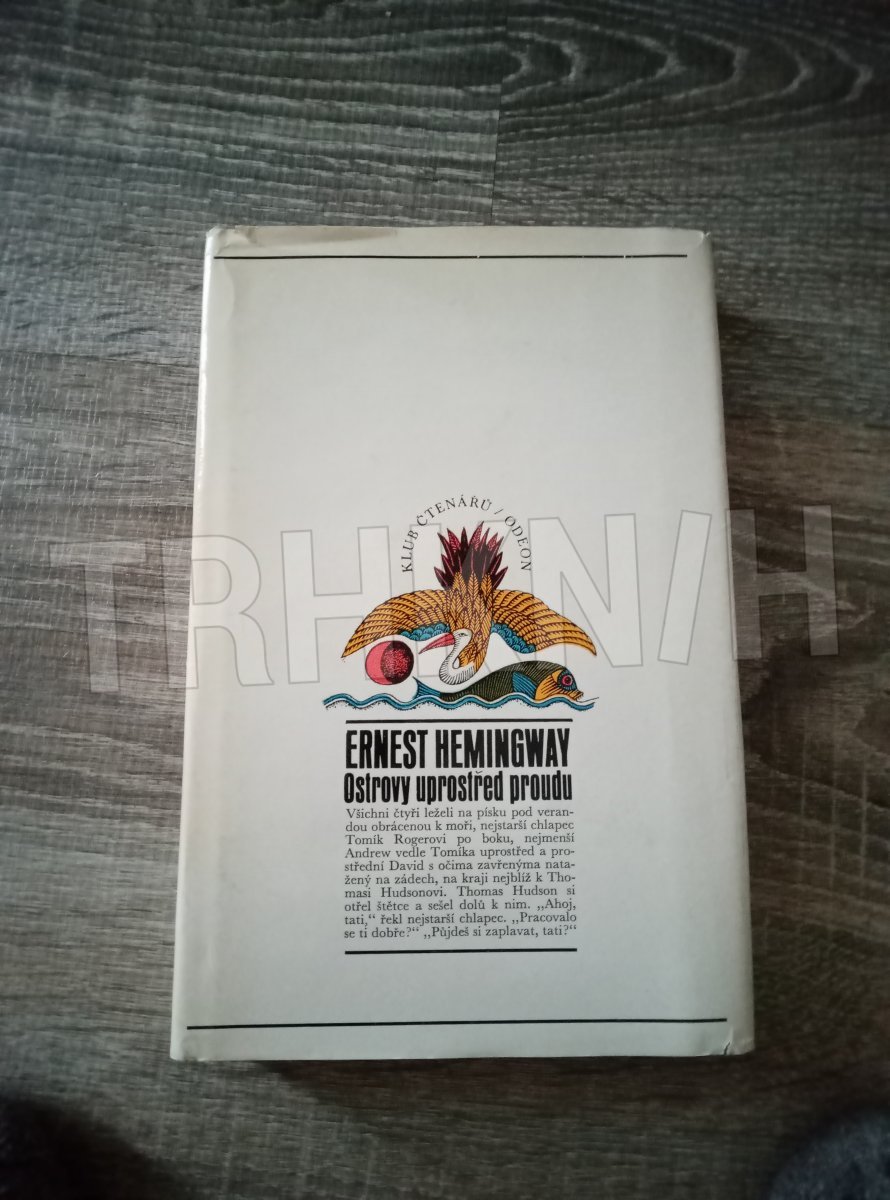 KLUB ČTENÁŘŮ / ODEON
TRHKNIH
ERNEST HEMINGWAY
Ostrovy uprostřed proudu
Všichni čtyři leželi na písku pod veran-
dou obrácenou k moři, nejstarší chlapec
Tomík Rogerovi po boku, nejmenší
Andrew vedle Tomíka uprostřed a pro-
střední David s očima zavřenýma nata-
žený na zádech, na kraji nejblíž k Tho-
masi Hudsonovi. Thomas Hudson si
otřel štětce a sešel dolů k nim. „Ahoj,
tati,“ řekl nejstarší chlapec. „Pracovalo
se ti dobře?“ „Půjdeš si zaplavat, tati?“